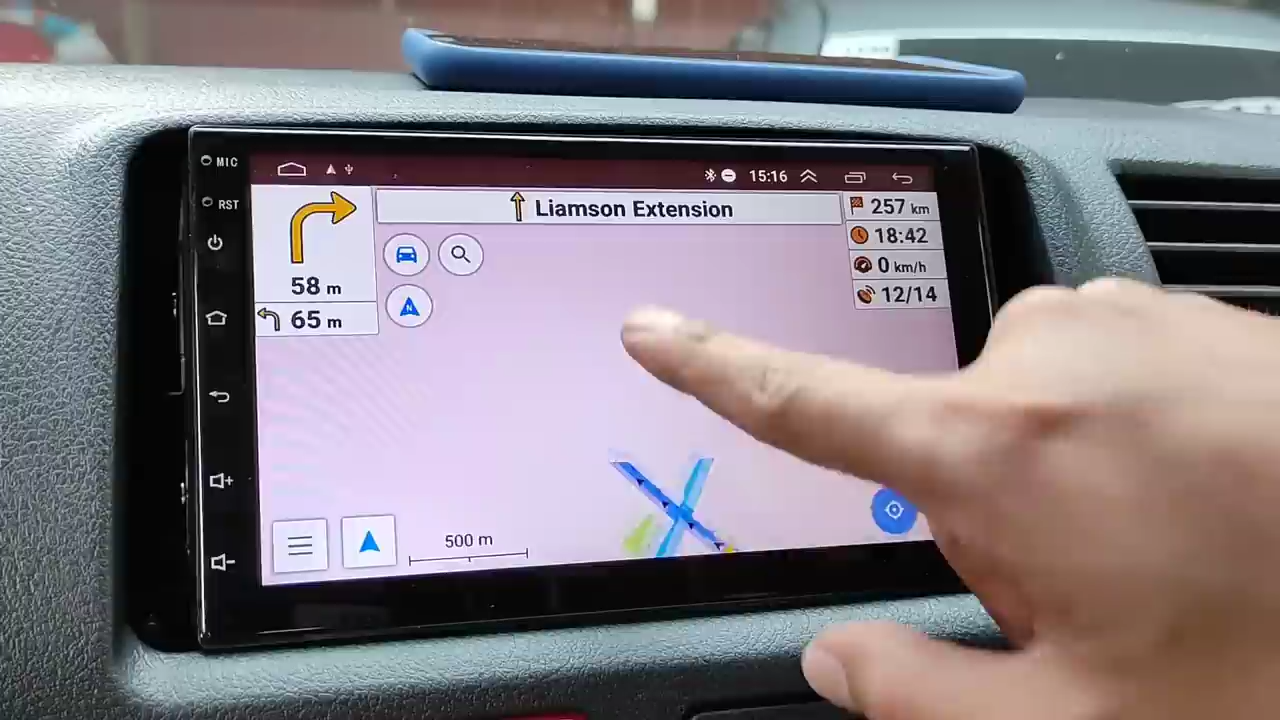 MIC
RST
15:16
Liamson Extension
58 m
65 m
257 km
18:42
0 km/h
12/14
N
500 m